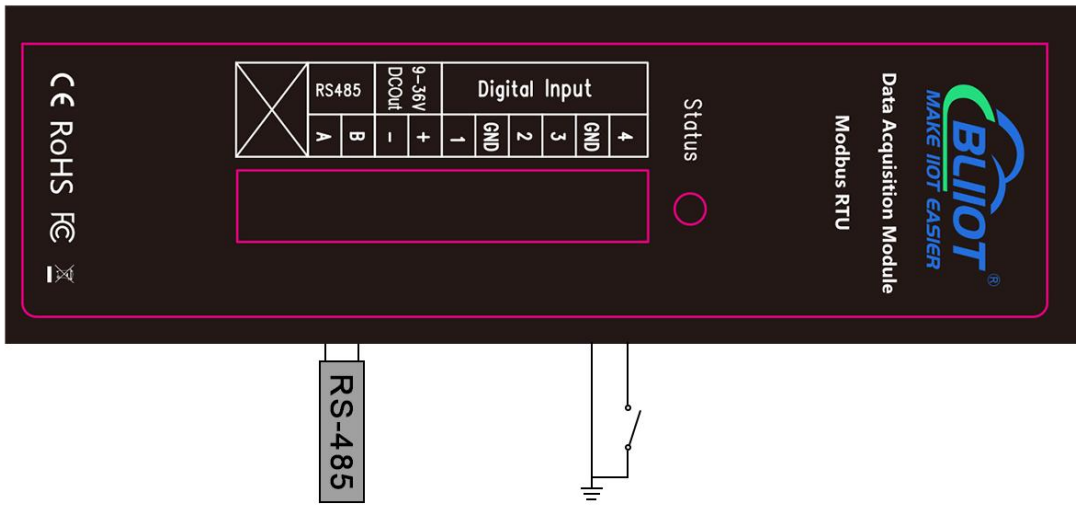 CE RoHS FC
RS485
DCOut
9-36V
Digital Input
A B - + 1 GND 2 3 GND 4
Status
Modbus RTU
Data Acquisition Module
BLIIOT®
MAKE IIOT EASIER
RS-485